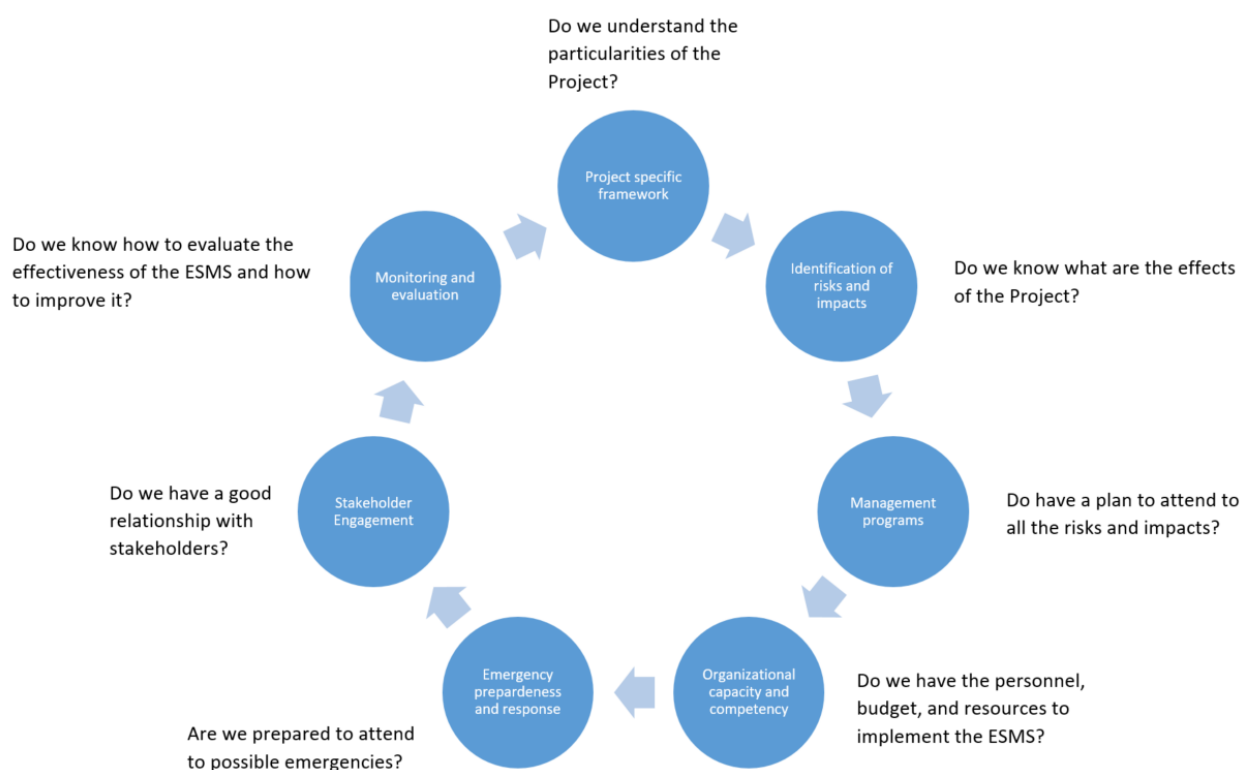 Do we understand the
particularities of the
Project?
Project specific
framework
Do we know how to evaluate the
effectiveness of the ESMS and how
to improve it?
Monitoring and
evaluation
Identification of
risks and
impacts
Do we know what are the effects
of the Project?
Do we have a good
relationship with
stakeholders?
Stakeholder
Engagement
Management
programs
Do have a plan to attend to
all the risks and impacts?
Emergency
prepardeness
and response
Are we prepared to attend
to possible emergencies?
Organizational
capacity and
competency
Do we have the personnel,
budget, and resources to
implement the ESMS?